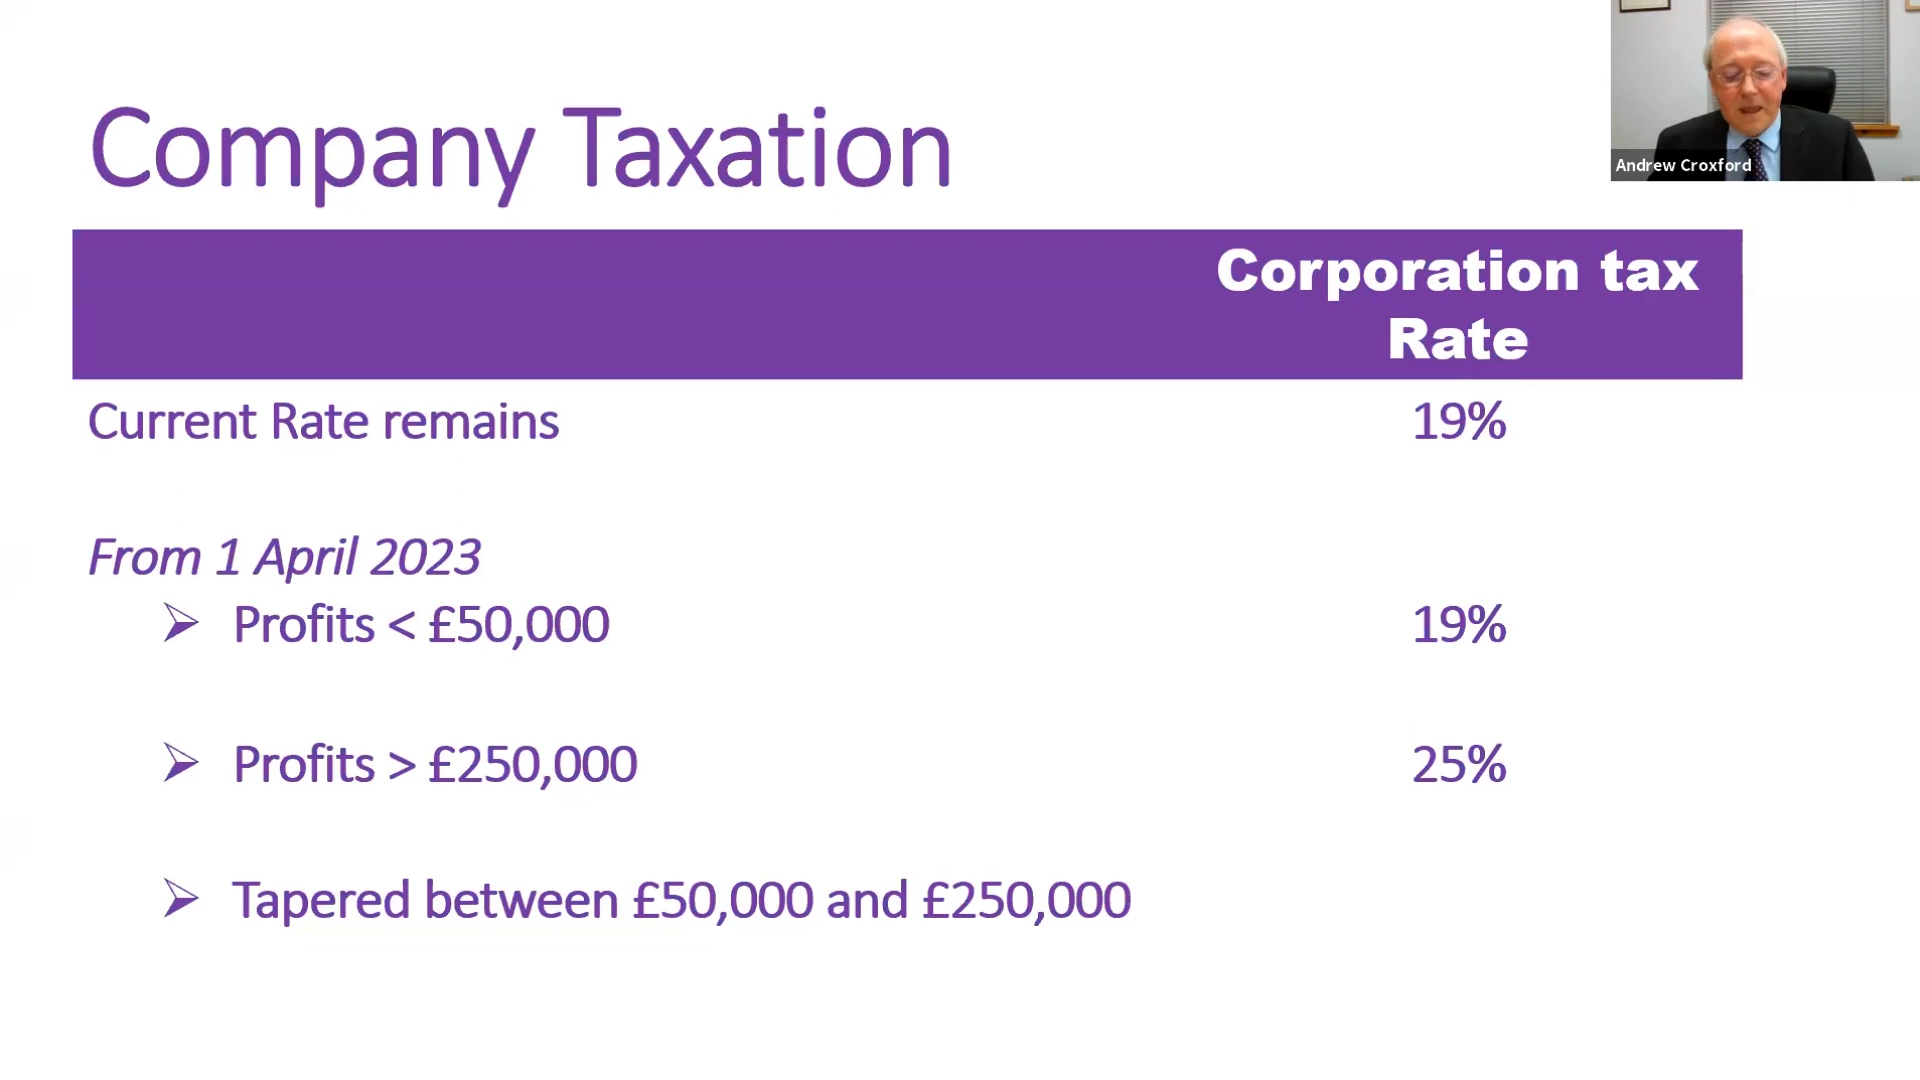 Company Taxation
Andrew Croxford
Corporation tax
Rate
Current Rate remains 19%
From 1 April 2023
Profits < £50,000 19%
Profits > £250,000 25%
Tapered between £50,000 and £250,000